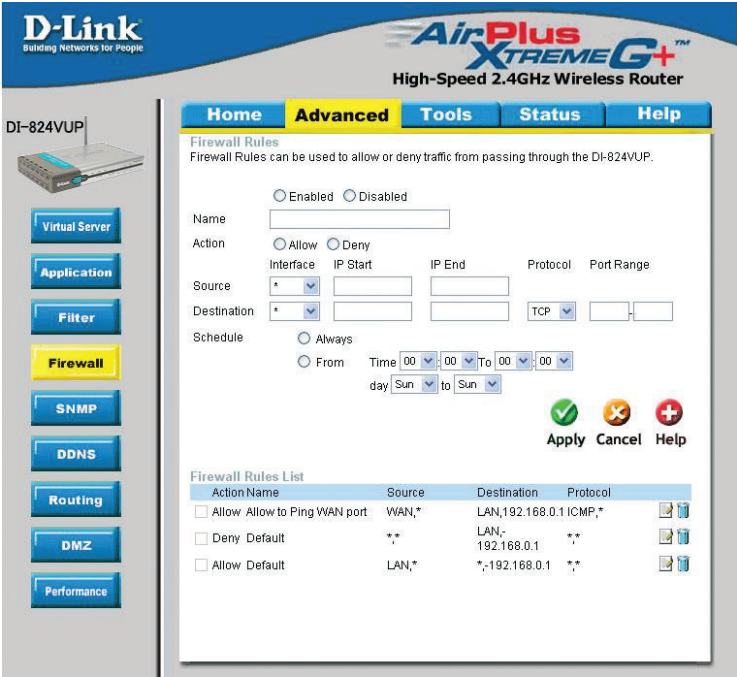 D-Link
Building Networks for People
AirPlus
XTREME G+™
High-Speed 2.4GHz Wireless Router
DI-824VUP
D-Link
Home Advanced Tools Status Help
Virtual Server
Application
Filter
Firewall
SNMP
DDNS
Routing
DMZ
Performance
Firewall Rules
Firewall Rules can be used to allow or deny traffic from passing through the DI-824VUP.
Enabled Disabled
Name
Action Allow Deny
Interface IP Start IP End Protocol Port Range
Source *
Destination * TCP -
Schedule Always
From Time 00 : 00 To 00 : 00
day Sun to Sun
Apply Cancel Help
Firewall Rules List
Action Name Source Destination Protocol
Allow Allow to Ping WAN port WAN,* LAN,192.168.0.1 ICMP,*
Deny Default *,* LAN,-192.168.0.1 *,*
Allow Default LAN,* *,-192.168.0.1 *,*